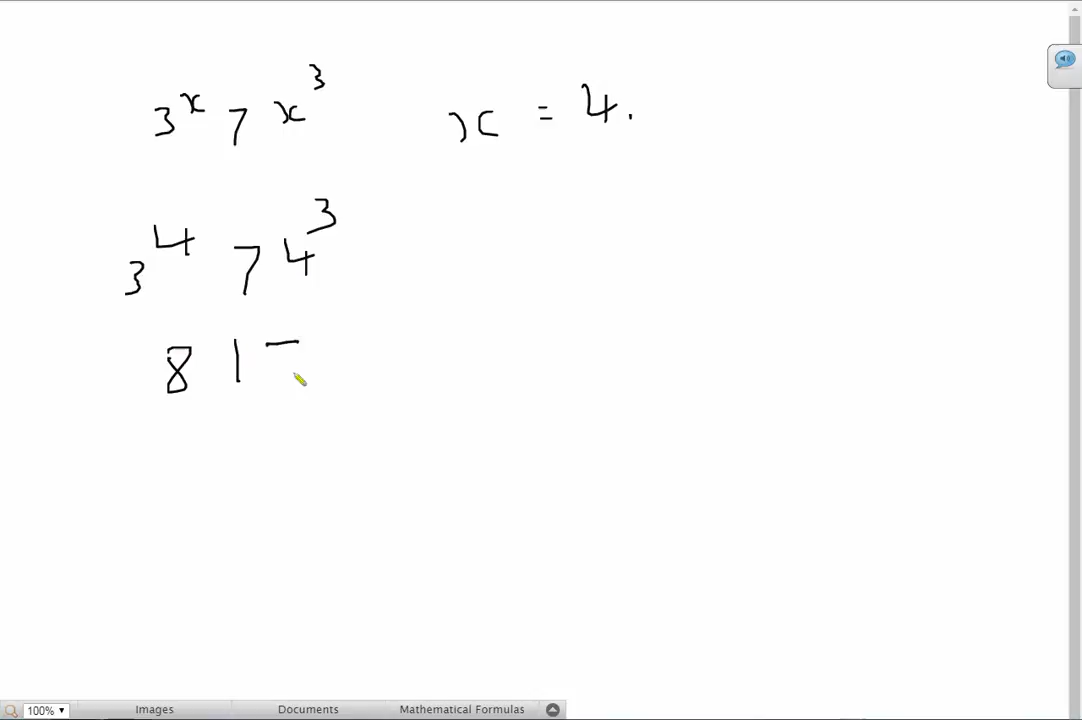 3^x 7 x^3 x = 4.
3^4 7 4^3
8 1
100% ▼ Images Documents Mathematical Formulas